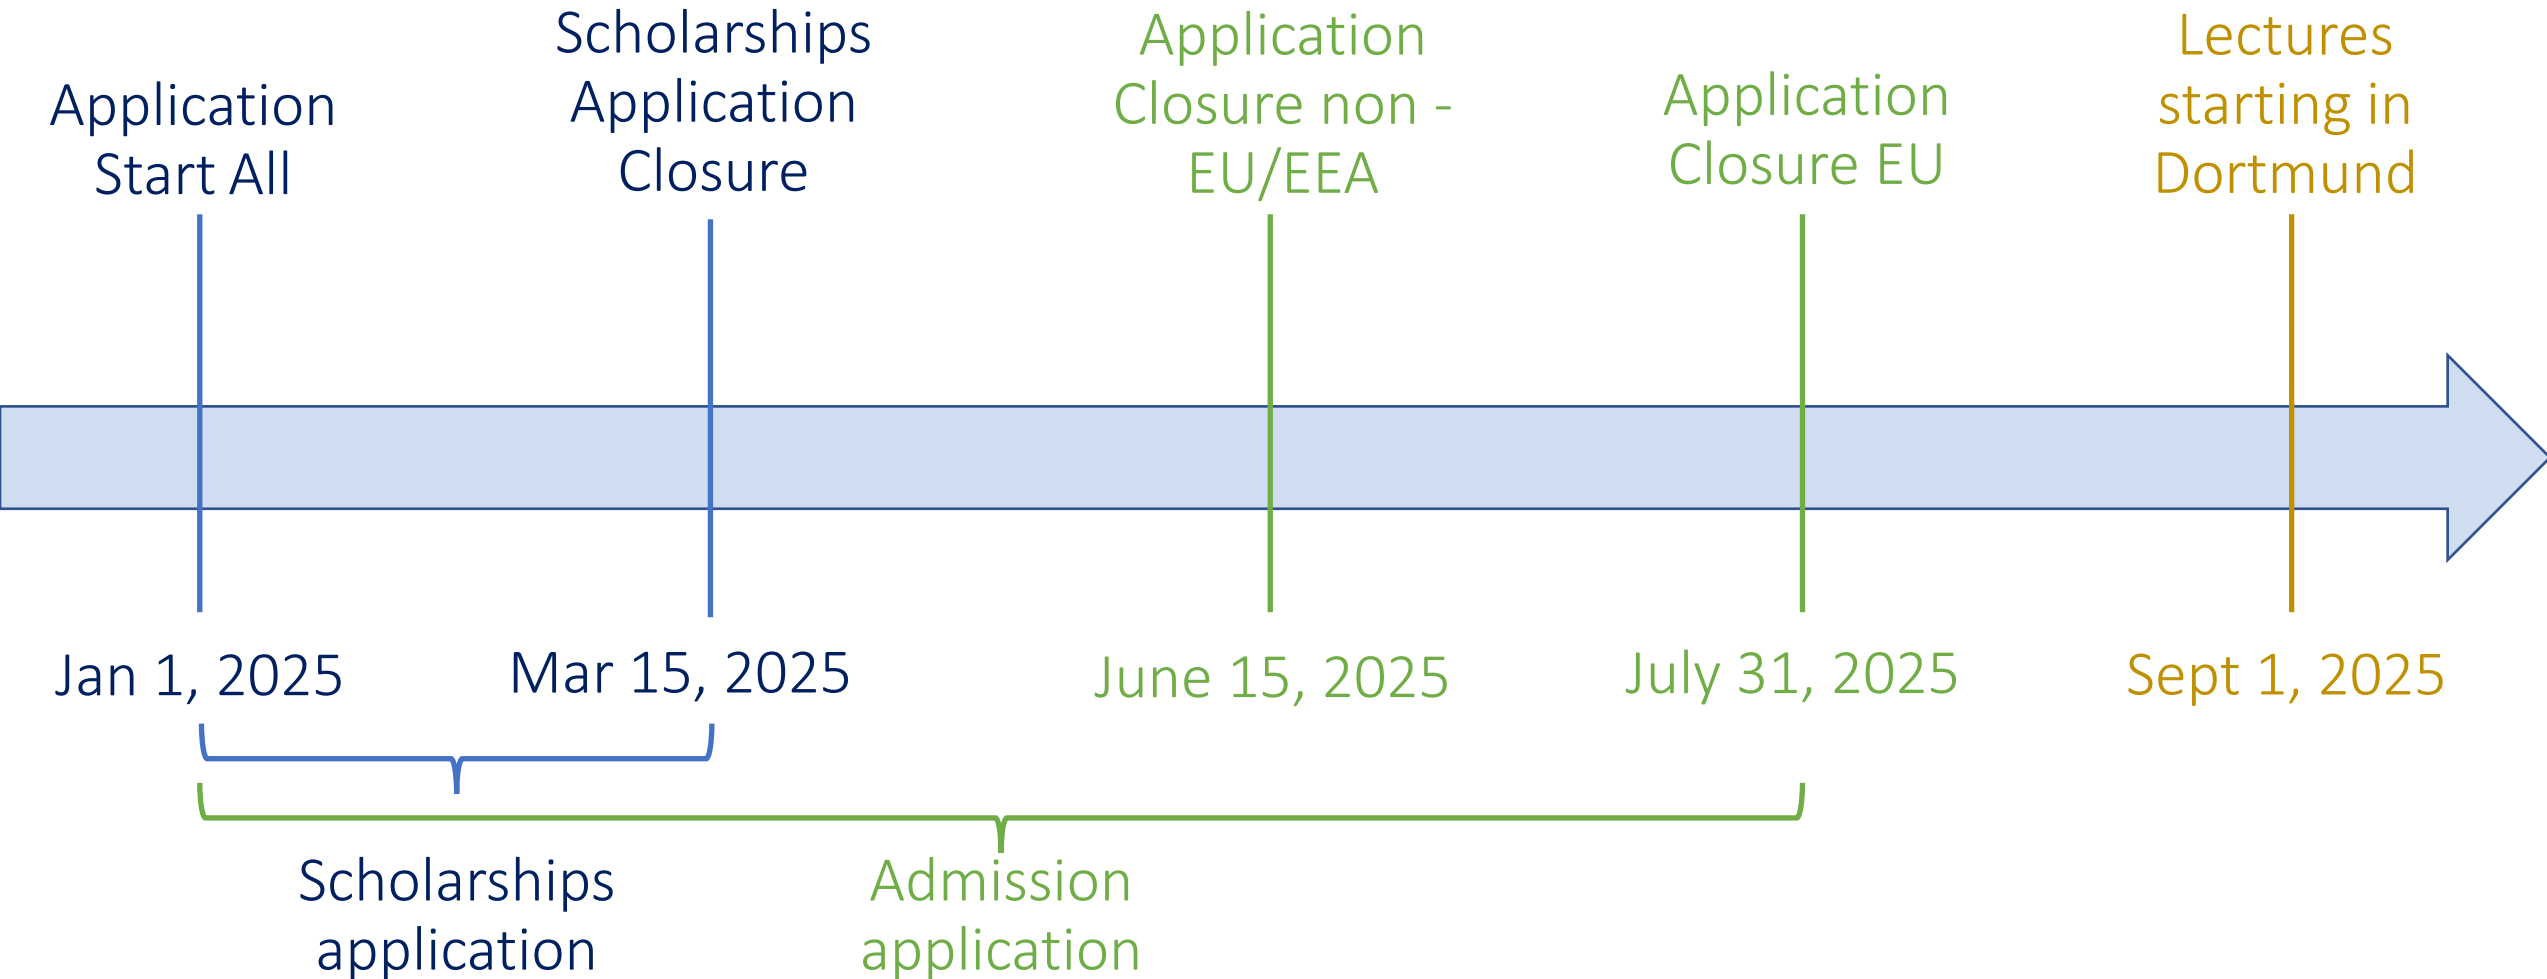 Application
Start All
Scholarships
Application
Closure
Application
Closure non -
EU/EEA
Application
Closure EU
Lectures
starting in
Dortmund
Jan 1, 2025
Mar 15, 2025
June 15, 2025
July 31, 2025
Sept 1, 2025
Scholarships
application
Admission
application